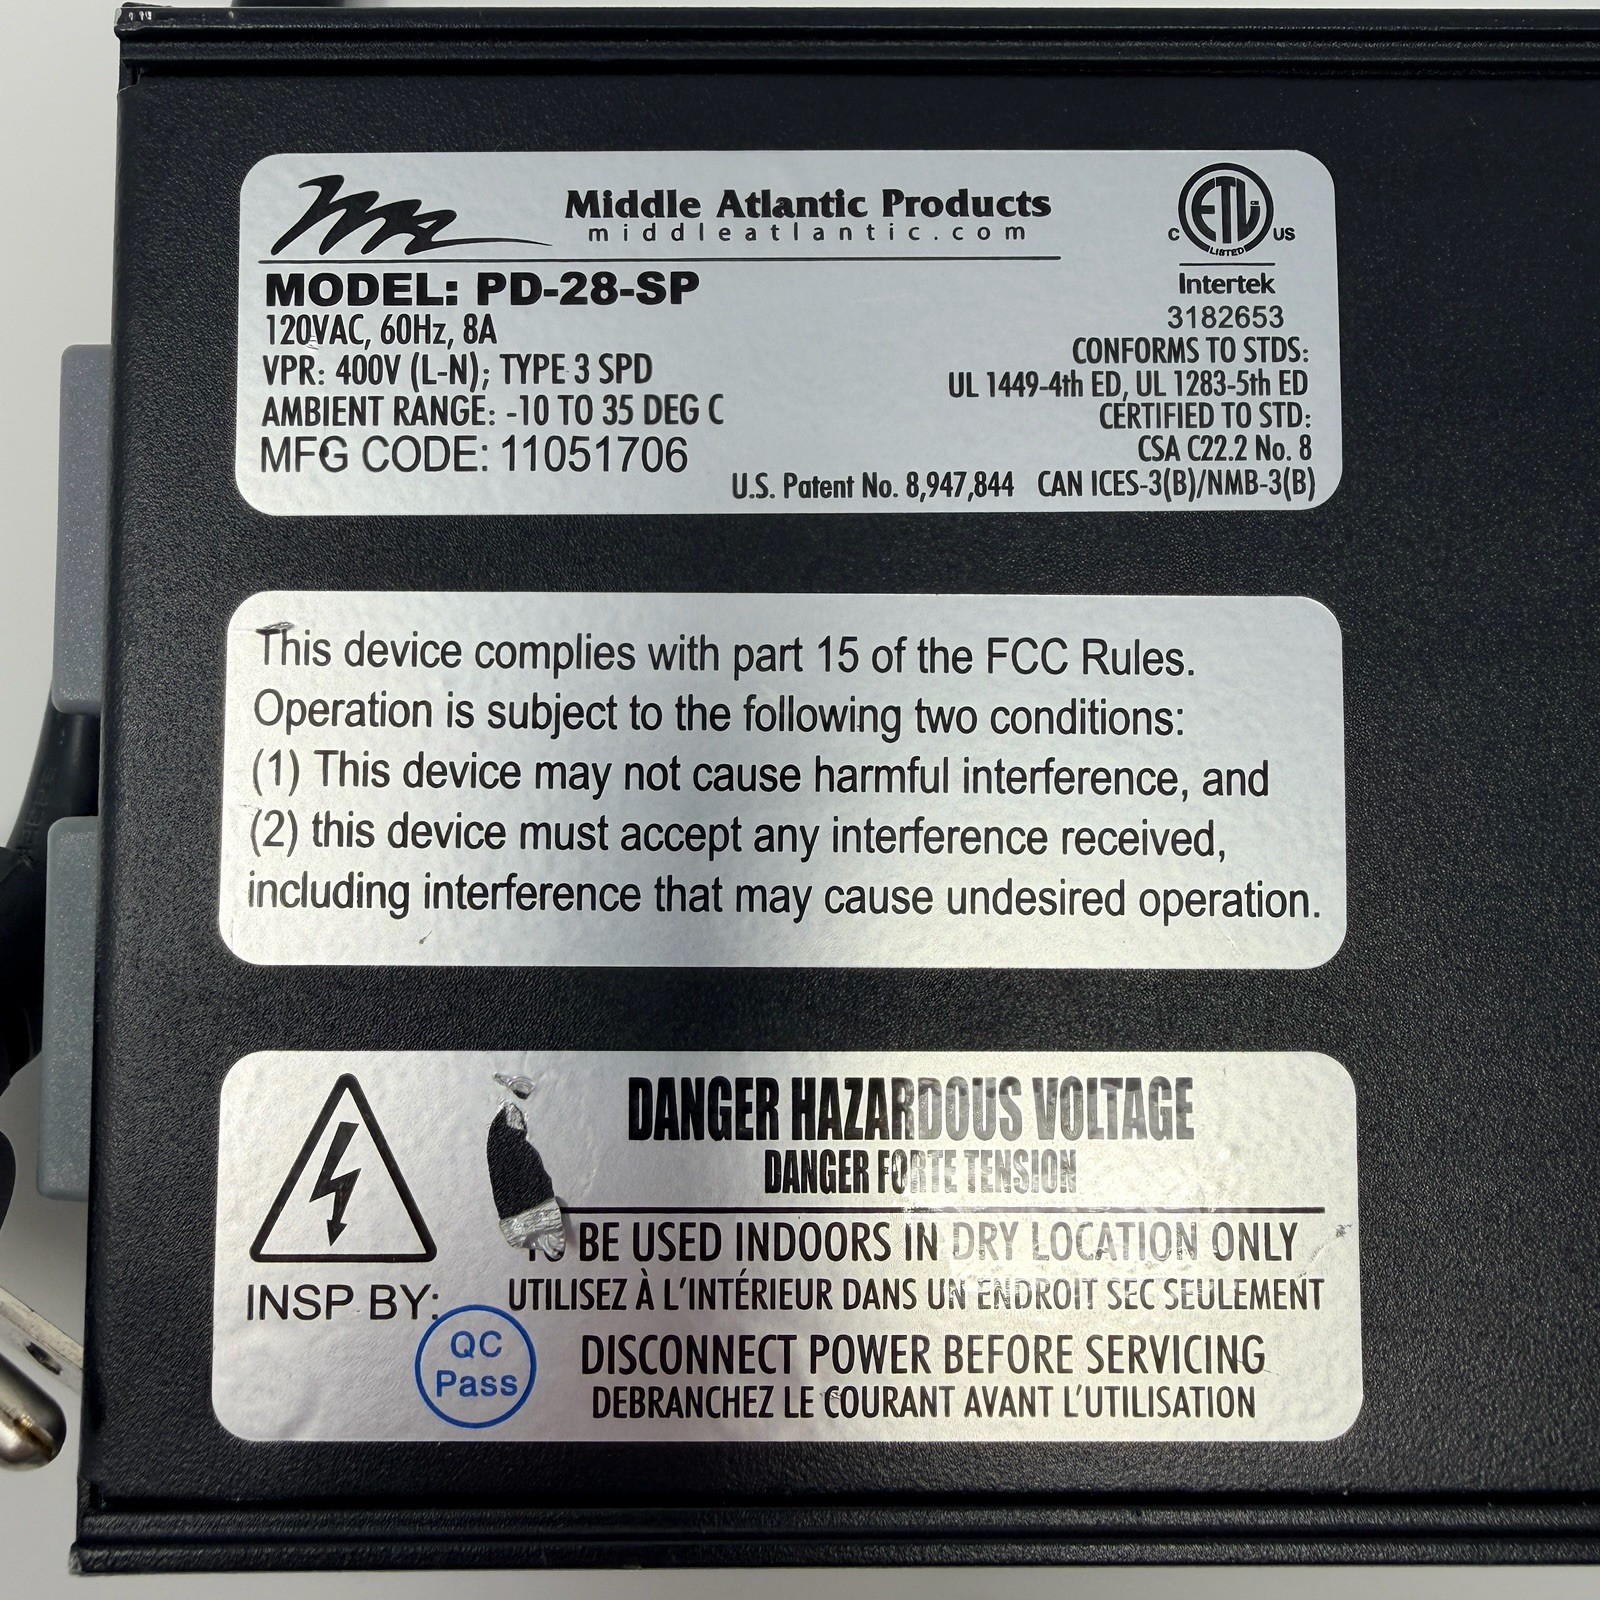 Middle Atlantic Products
middleatlantic.com
MODEL: PD-28-SP
120VAC, 60Hz, 8A
VPR: 400V (L-N); TYPE 3 SPD
AMBIENT RANGE: -10 TO 35 DEG C
MFG CODE: 11051706
ETL
CM
LISTED
C US
Intertek
3182653
CONFORMS TO STDS:
UL 1449-4th ED, UL 1283-5th ED
CERTIFIED TO STD:
CSA C22.2 No. 8
U.S. Patent No. 8,947,844 CAN ICES-3(B)/NMB-3(B)
This device complies with part 15 of the FCC Rules.
Operation is subject to the following two conditions:
(1) This device may not cause harmful interference, and
(2) this device must accept any interference received,
including interference that may cause undesired operation.
DANGER HAZARDOUS VOLTAGE
DANGER FORTE TENSION
TO BE USED INDOORS IN DRY LOCATION ONLY
UTILISEZ À L'INTÉRIEUR DANS UN ENDROIT SEC SEULEMENT
DISCONNECT POWER BEFORE SERVICING
DEBRANCHEZ LE COURANT AVANT L'UTILISATION
INSP BY:
QC
Pass